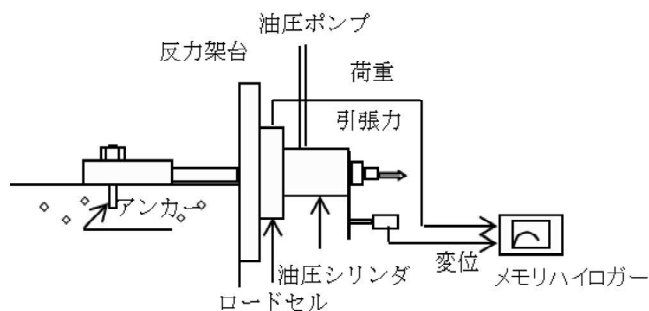 油圧ポンプ
反力架台
荷重
引張力
アンカー
油圧シリンダ
変位
メモリハイロガー
ロードセル